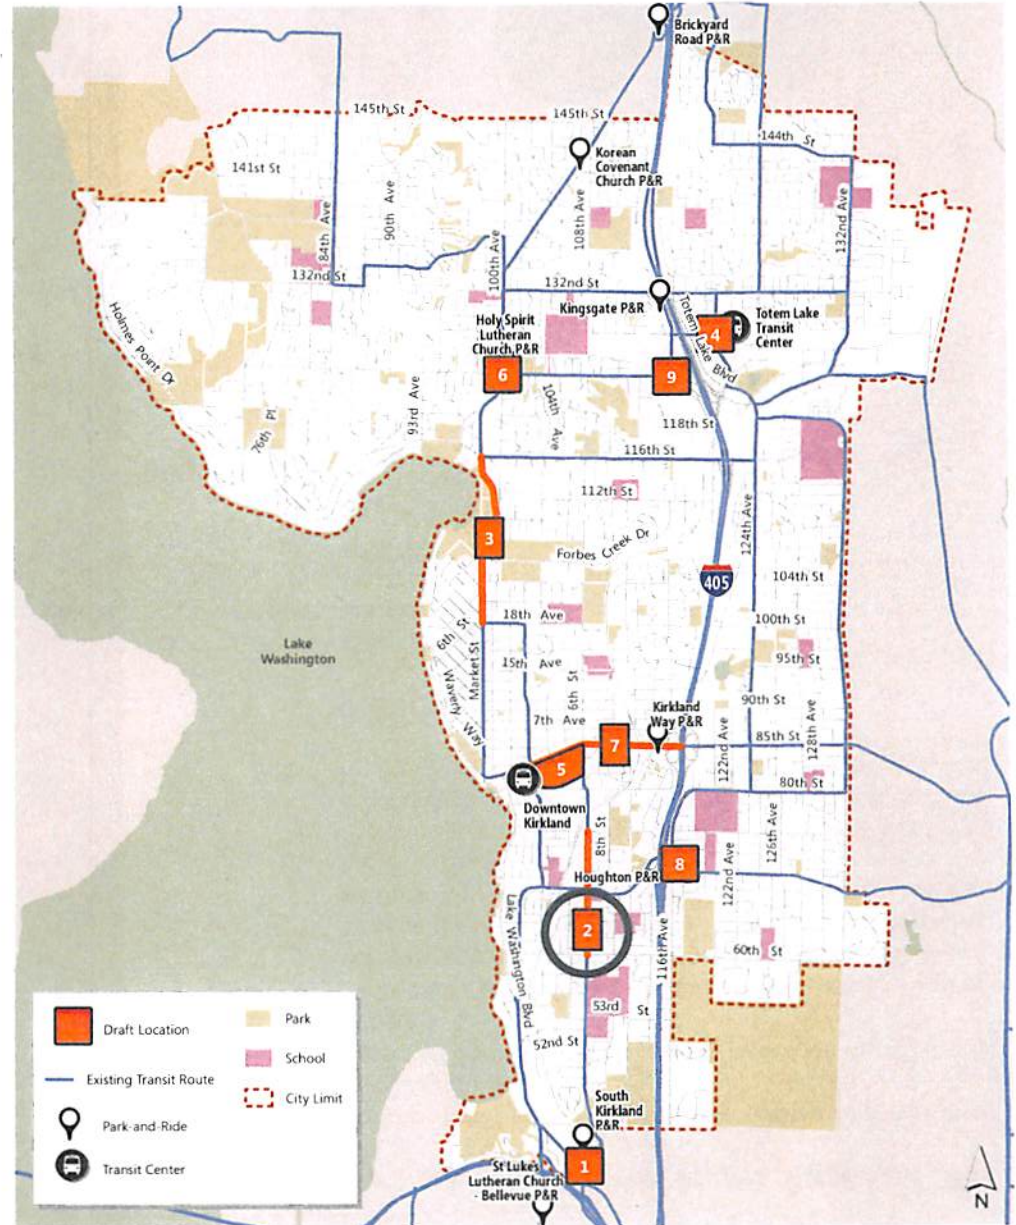 Brickyard
Road P&R
145th St
145th St
144th St
Korean
Covenant
Church P&R
141st St
84th Ave
90th Ave
108th Ave
132nd Ave
100th Ave
132nd St
132nd St
Kingsgate P&R
Totem Lake
Transit
Center
Totem Lake Blvd
4
Holy Spirit
Lutheran
Church P&R
Holmes Point Dr
6
9
76th Pl
93rd Ave
104th Ave
118th St
116th St
112th St
124th Ave
3
Forbes Creek Dr
405
104th St
18th Ave
100th St
Lake
Washington
6th St
Market St
15th Ave
95th St
6th St
Waverly Way
7th Ave
Kirkland
Way P&R
90th St
122nd Ave
128th Ave
85th St
7
5
80th St
Downtown
Kirkland
8th St
126th Ave
8
Houghton P&R
122nd Ave
Lake Washington Blvd
2
116th Ave
60th St
53rd St
52nd St
South
Kirkland
P&R
1
St Luke's
Lutheran Church
- Bellevue P&R
Draft Location
Existing Transit Route
Park-and-Ride
Transit Center
Park
School
City Limit
N